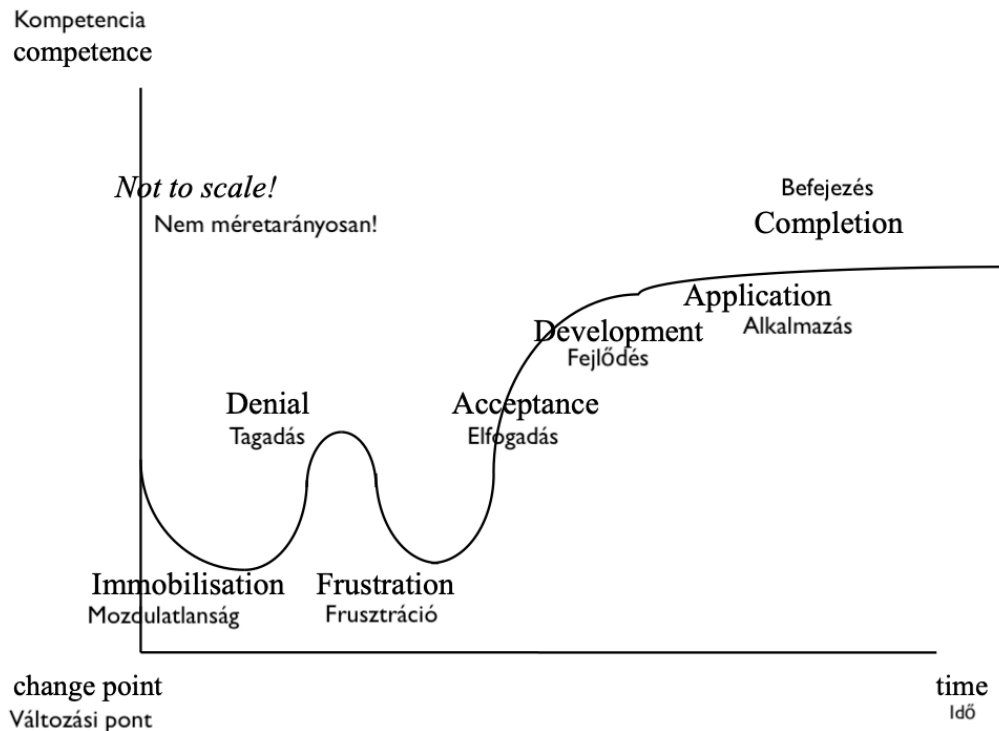 Kompetencia
competence
Not to scale!
Nem méretarányosan!
Befejezés
Completion
Application
Alkalmazás
Development
Fejlődés
Denial
Tagadás
Acceptance
Elfogadás
Immobilisation
Mozdulatlanság
Frustration
Frusztráció
change point
Változási pont
time
Idő